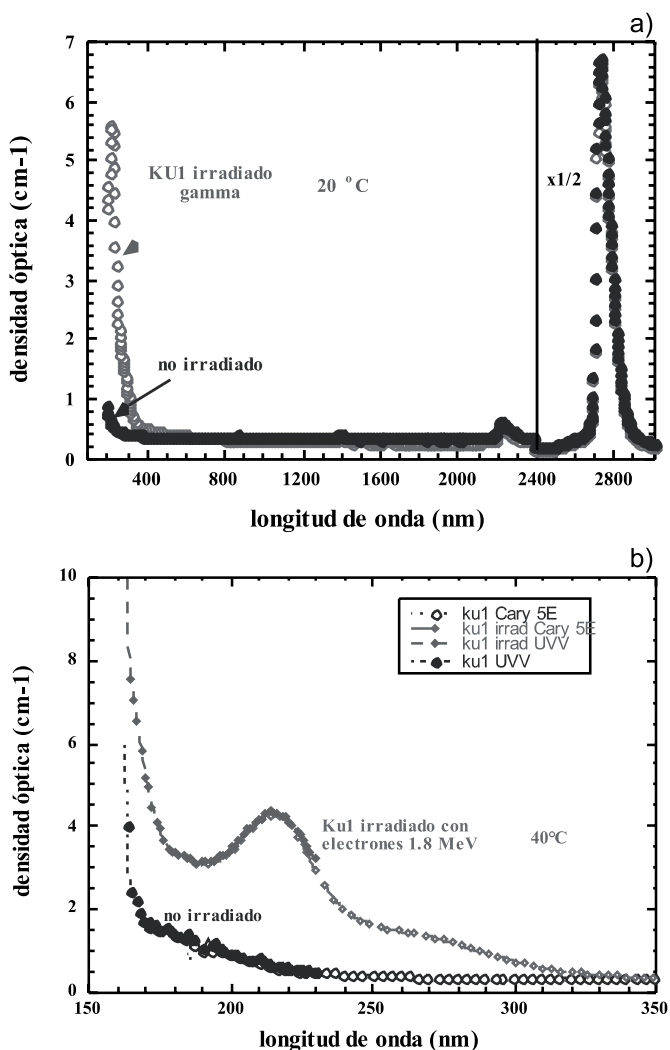 a)
7
6
5
4
3
2
1
0
densidad óptica (cm-1)
KU1 irradiado
gamma
20 °C
x1/2
no irradiado
400 800 1200 1600 2000 2400 2800
longitud de onda (nm)
b)
10
8
6
4
2
0
densidad óptica (cm-1)
ku1 Cary 5E
ku1 irrad Cary 5E
ku1 irrad UVV
ku1 UVV
Ku1 irradiado con
electrones 1.8 MeV
40°C
no irradiado
150 200 250 300 350
longitud de onda (nm)